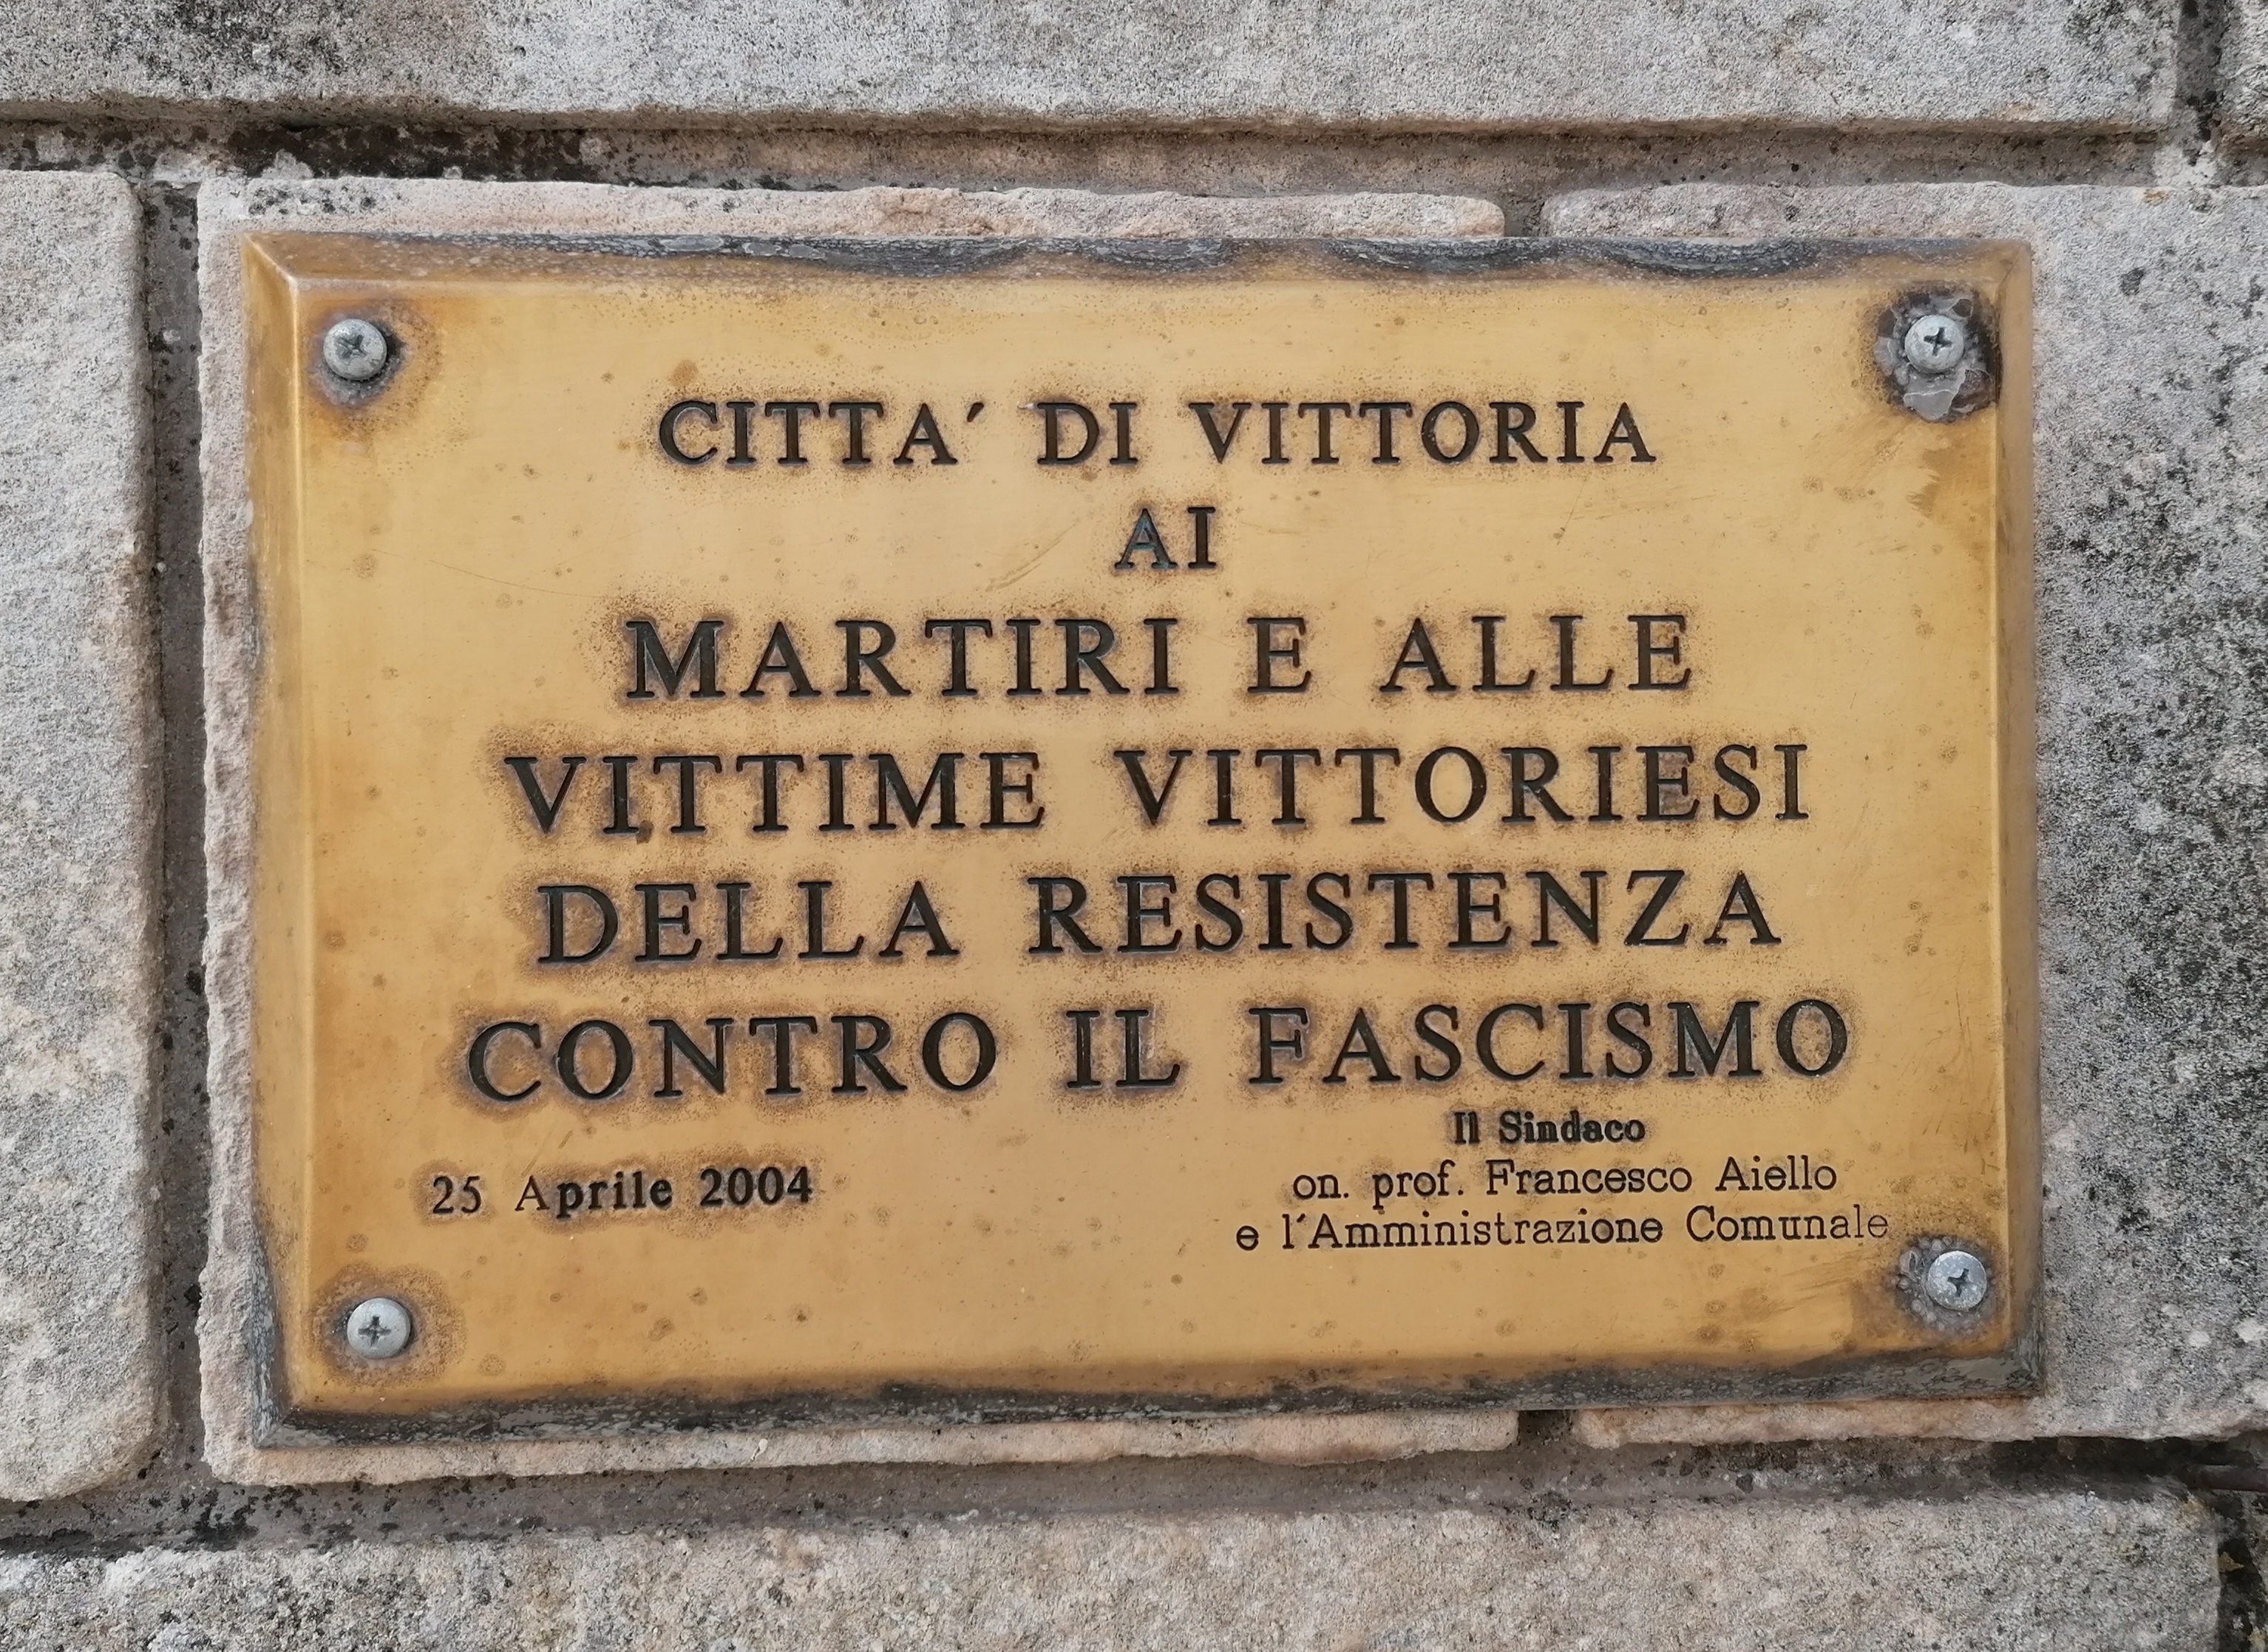 CITTA' DI VITTORIA
AI
MARTIRI E ALLE
VITTIME VITTORIESI
DELLA RESISTENZA
CONTRO IL FASCISMO
25 Aprile 2004
Il Sindaco
on. prof. Francesco Aiello
e l'Amministrazione Comunale